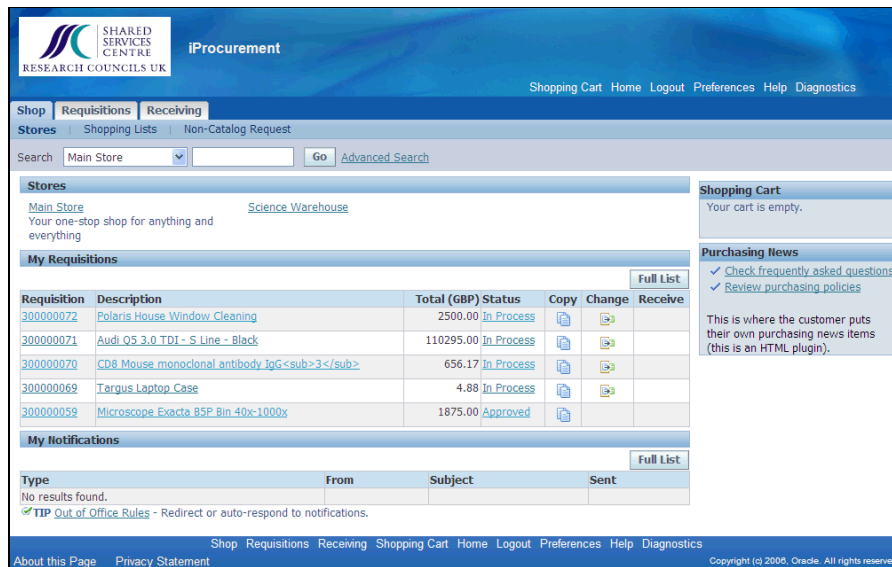 SHARED
SERVICES
CENTRE
RESEARCH COUNCILS UK
iProcurement
Shopping Cart Home Logout Preferences Help Diagnostics
Shop Requisitions Receiving
Stores | Shopping Lists | Non-Catalog Request
Search Main Store Go Advanced Search
Stores
Main Store Science Warehouse
Your one-stop shop for anything and
everything
Shopping Cart
Your cart is empty.
My Requisitions
Full List
Requisition Description Total (GBP) Status Copy Change Receive
300000072 Polaris House Window Cleaning 2500.00 In Process
300000071 Audi Q5 3.0 TDI - S Line - Black 110295.00 In Process
300000070 CD8 Mouse monoclonal antibody IgG<sub>3</sub> 656.17 In Process
300000069 Targus Laptop Case 4.88 In Process
300000059 Microscope Exacta B5P Bin 40x-1000x 1875.00 Approved
Purchasing News
Check frequently asked questions
Review purchasing policies
This is where the customer puts
their own purchasing news items
(this is an HTML plugin).
My Notifications
Full List
Type From Subject Sent
No results found.
TIP Out of Office Rules - Redirect or auto-respond to notifications.
Shop Requisitions Receiving Shopping Cart Home Logout Preferences Help Diagnostics
About this Page Privacy Statement Copyright (c) 2006, Oracle. All rights reserve